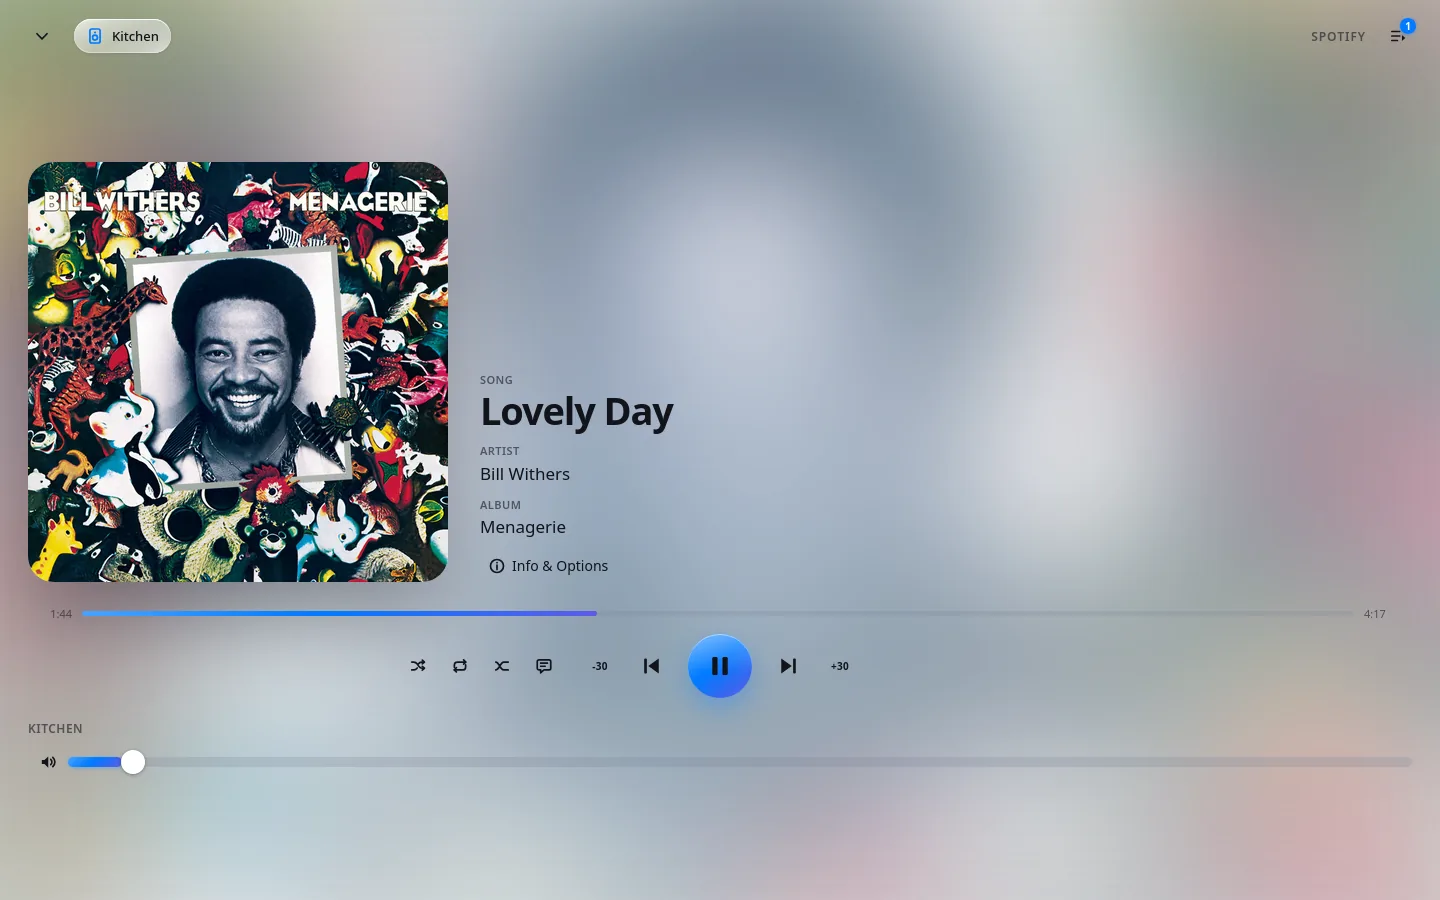 Kitchen
SPOTIFY
1
BILL WITHERS
MENAGERIE
SONG
Lovely Day
ARTIST
Bill Withers
ALBUM
Menagerie
Info & Options
1:44
4:17
-30
+30
KITCHEN